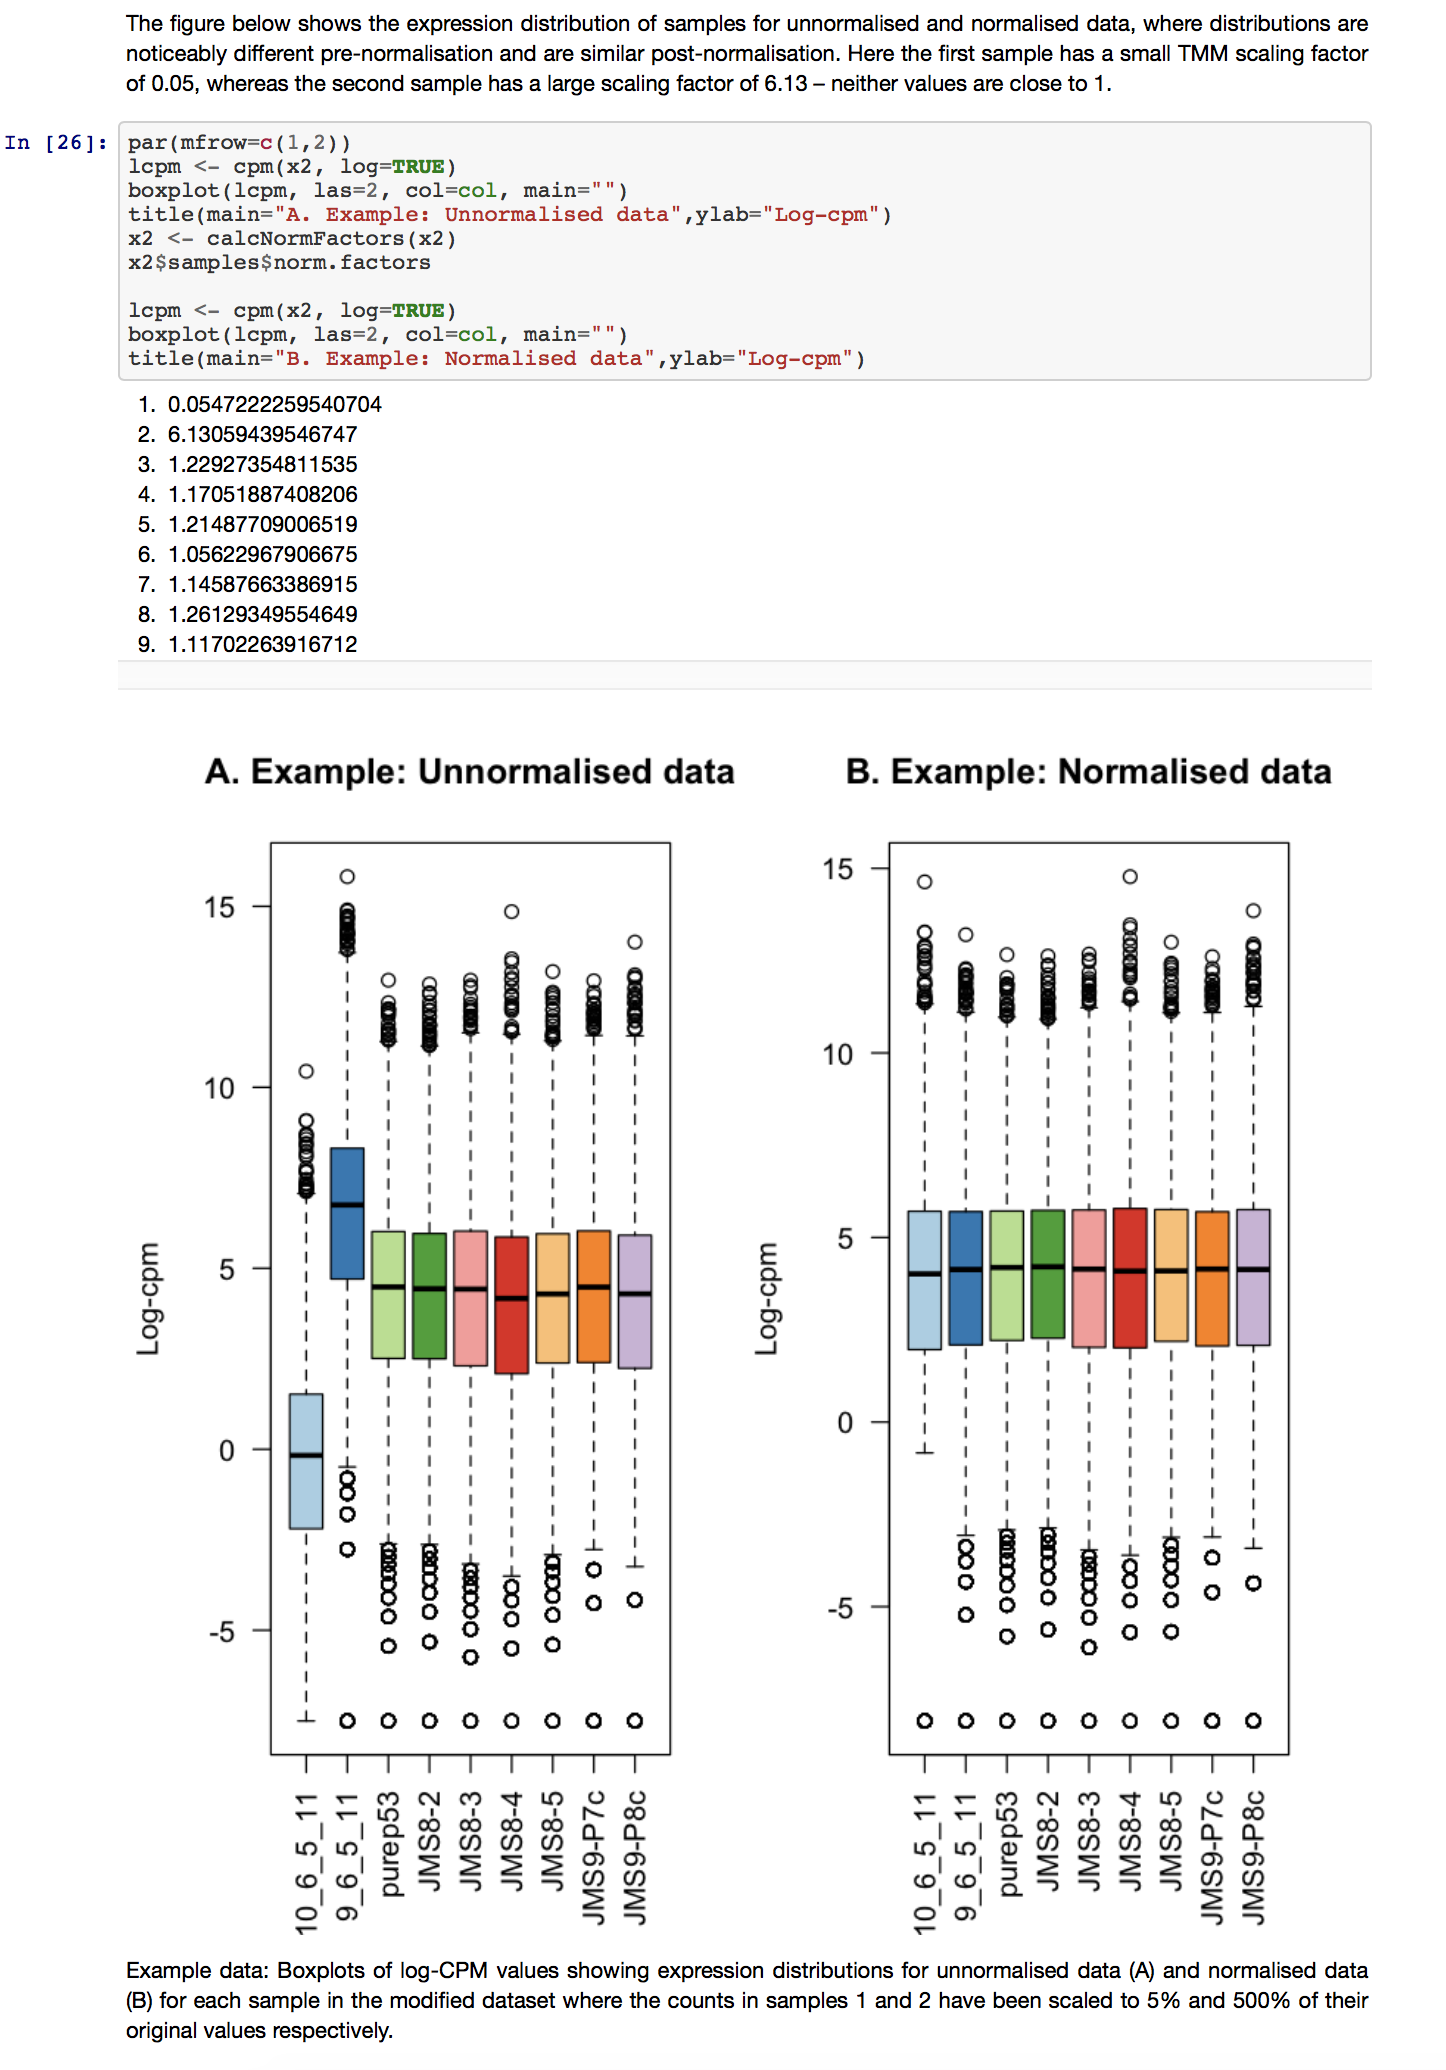 The figure below shows the expression distribution of samples for unnormalised and normalised data, where distributions are
noticeably different pre-normalisation and are similar post-normalisation. Here the first sample has a small TMM scaling factor
of 0.05, whereas the second sample has a large scaling factor of 6.13 – neither values are close to 1.
In [26]:
par(mfrow=c(1,2))
lcpm <- cpm(x2, log=TRUE)
boxplot(lcpm, las=2, col=col, main="")
title(main="A. Example: Unnormalised data",ylab="Log-cpm")
x2 <- calcNormFactors(x2)
x2$samples$norm.factors
lcpm <- cpm(x2, log=TRUE)
boxplot(lcpm, las=2, col=col, main="")
title(main="B. Example: Normalised data",ylab="Log-cpm")
1. 0.0547222259540704
2. 6.13059439546747
3. 1.22927354811535
4. 1.17051887408206
5. 1.21487709006519
6. 1.05622967906675
7. 1.14587663386915
8. 1.26129349554649
9. 1.11702263916712
A. Example: Unnormalised data
15
10
5
0
-5
Log-cpm
10_6_5_11
9_6_5_11
purep53
JMS8-2
JMS8-3
JMS8-4
JMS8-5
JMS9-P7c
JMS9-P8c
B. Example: Normalised data
15
10
5
0
-5
Log-cpm
10_6_5_11
9_6_5_11
purep53
JMS8-2
JMS8-3
JMS8-4
JMS8-5
JMS9-P7c
JMS9-P8c
Example data: Boxplots of log-CPM values showing expression distributions for unnormalised data (A) and normalised data
(B) for each sample in the modified dataset where the counts in samples 1 and 2 have been scaled to 5% and 500% of their
original values respectively.